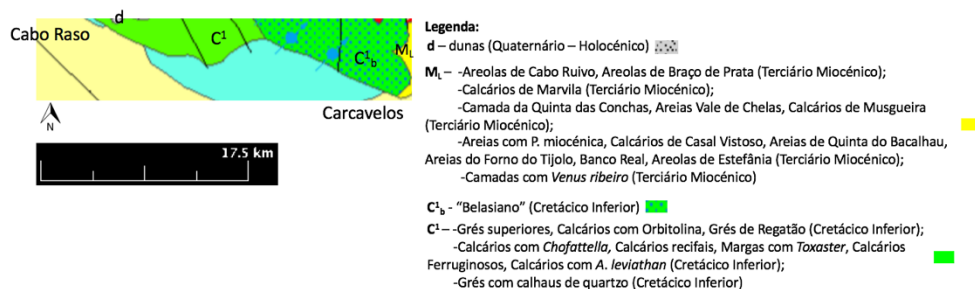 d
Cabo Raso
C¹
C¹b
ML
Carcavelos
N
17.5 km
Legenda:
d – dunas (Quaternário – Holocénico)
ML – -Areolas de Cabo Ruivo, Areolas de Braço de Prata (Terciário Miocénico);
-Calcários de Marvila (Terciário Miocénico);
-Camada da Quinta das Conchas, Areias Vale de Chelas, Calcários de Musgueira
(Terciário Miocénico);
-Areias com P. miocénica, Calcários de Casal Vistoso, Areias de Quinta do Bacalhau,
Areias do Forno do Tijolo, Banco Real, Areolas de Estefânia (Terciário Miocénico);
-Camadas com Venus ribeiro (Terciário Miocénico)
C¹b - "Belasiano" (Cretácico Inferior)
C¹ – -Grés superiores, Calcários com Orbitolina, Grés de Regatão (Cretácico Inferior);
-Calcários com Chofattella, Calcários recifais, Margas com Toxaster, Calcários
Ferruginosos, Calcários com A. leviathan (Cretácico Inferior);
-Grés com calhaus de quartzo (Cretácico Inferior)